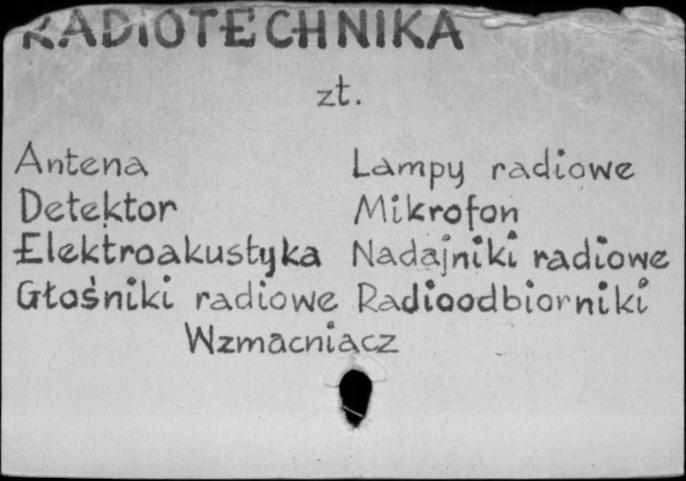 RADIOTECHNIKA
zt.
Antena Lampy radiowe
Detektor Mikrofon
Elektroakustyka Nadajniki radiowe
Głośniki radiowe Radioodbiorniki
Wzmacniacz